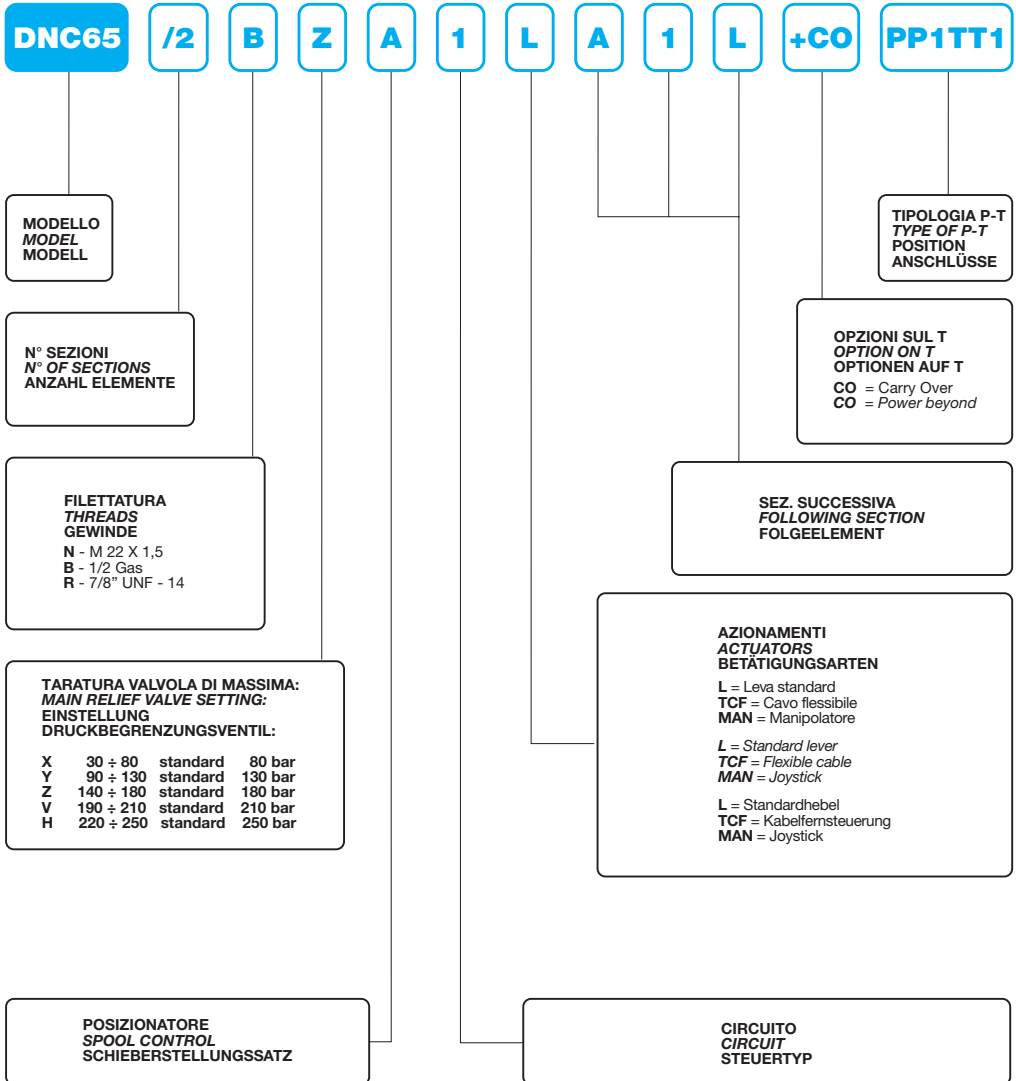 DNC65 /2 B Z A 1 L A 1 L +CO PP1TT1
MODELLO
MODEL
MODELL
TIPOLOGIA P-T
TYPE OF P-T
POSITION
ANSCHLÜSSE
N° SEZIONI
N° OF SECTIONS
ANZAHL ELEMENTE
OPZIONI SUL T
OPTION ON T
OPTIONEN AUF T
CO = Carry Over
CO = Power beyond
FILETTATURA
THREADS
GEWINDE
N - M 22 X 1,5
B - 1/2 Gas
R - 7/8” UNF - 14
SEZ. SUCCESSIVA
FOLLOWING SECTION
FOLGEELEMENT
TARATURA VALVOLA DI MASSIMA:
MAIN RELIEF VALVE SETTING:
EINSTELLUNG
DRUCKBEGRENZUNGSVENTIL:
X 30 ÷ 80 standard 80 bar
Y 90 ÷ 130 standard 130 bar
Z 140 ÷ 180 standard 180 bar
V 190 ÷ 210 standard 210 bar
H 220 ÷ 250 standard 250 bar
AZIONAMENTI
ACTUATORS
BETÄTIGUNGSARTEN
L = Leva standard
TCF = Cavo flessibile
MAN = Manipolatore
L = Standard lever
TCF = Flexible cable
MAN = Joystick
L = Standardhebel
TCF = Kabelfernsteuerung
MAN = Joystick
POSIZIONATORE
SPOOL CONTROL
SCHIEBERSTELLUNGSSATZ
CIRCUITO
CIRCUIT
STEUERTYP